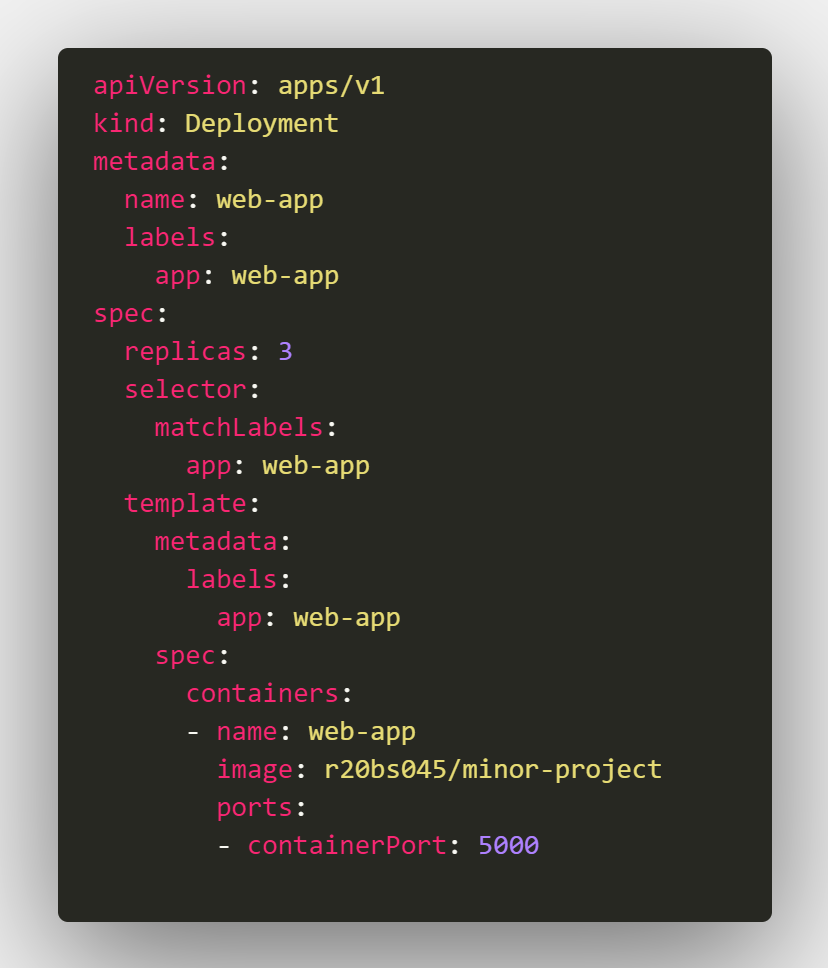 apiVersion: apps/v1
kind: Deployment
metadata:
  name: web-app
  labels:
    app: web-app
spec:
  replicas: 3
  selector:
    matchLabels:
      app: web-app
  template:
    metadata:
      labels:
        app: web-app
    spec:
      containers:
      - name: web-app
        image: r20bs045/minor-project
        ports:
        - containerPort: 5000